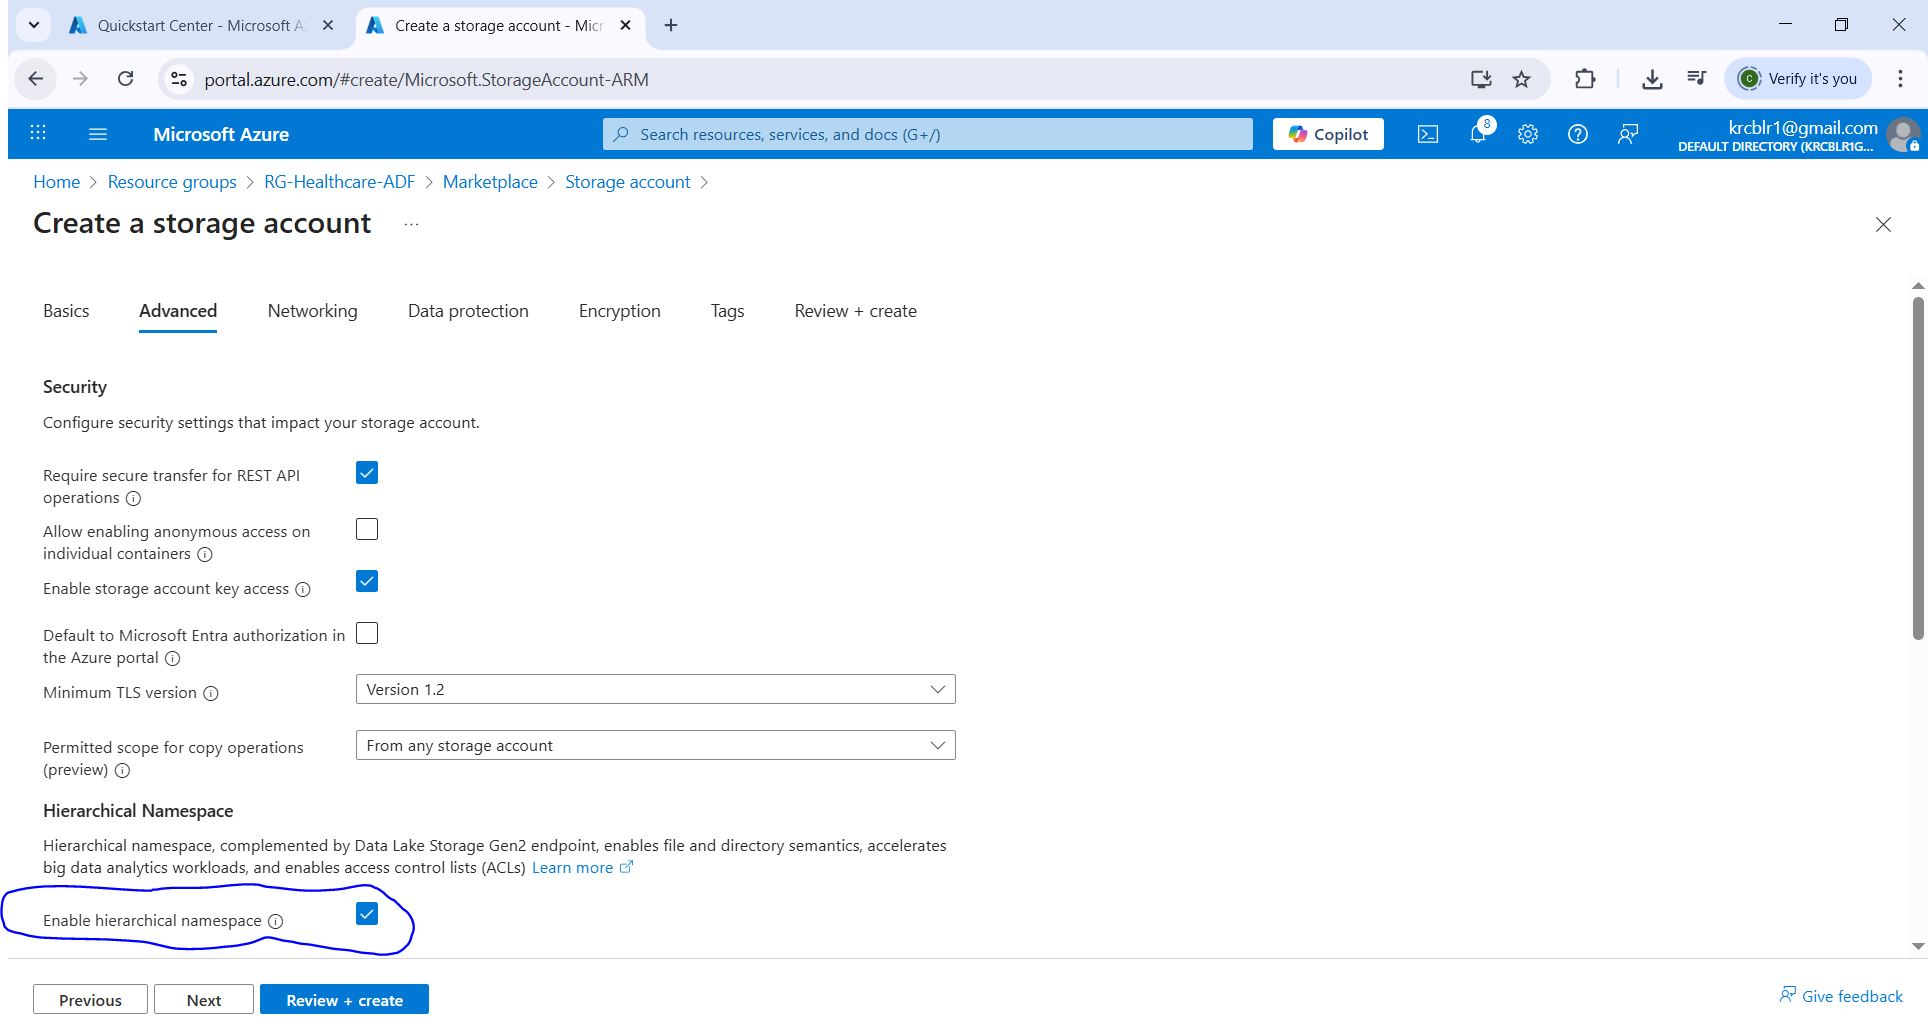 Quickstart Center - Microsoft A
Create a storage account - Micr
portal.azure.com/#create/Microsoft.StorageAccount-ARM
Verify it's you
Microsoft Azure
Search resources, services, and docs (G+/)
Copilot
8
krcblr1@gmail.com
DEFAULT DIRECTORY (KRCBLR1G...
Home > Resource groups > RG-Healthcare-ADF > Marketplace > Storage account >
Create a storage account ...
Basics Advanced Networking Data protection Encryption Tags Review + create
Security
Configure security settings that impact your storage account.
Require secure transfer for REST API
operations
Allow enabling anonymous access on
individual containers
Enable storage account key access
Default to Microsoft Entra authorization in
the Azure portal
Minimum TLS version
Version 1.2
Permitted scope for copy operations
(preview)
From any storage account
Hierarchical Namespace
Hierarchical namespace, complemented by Data Lake Storage Gen2 endpoint, enables file and directory semantics, accelerates
big data analytics workloads, and enables access control lists (ACLs) Learn more
Enable hierarchical namespace
Previous Next Review + create
Give feedback